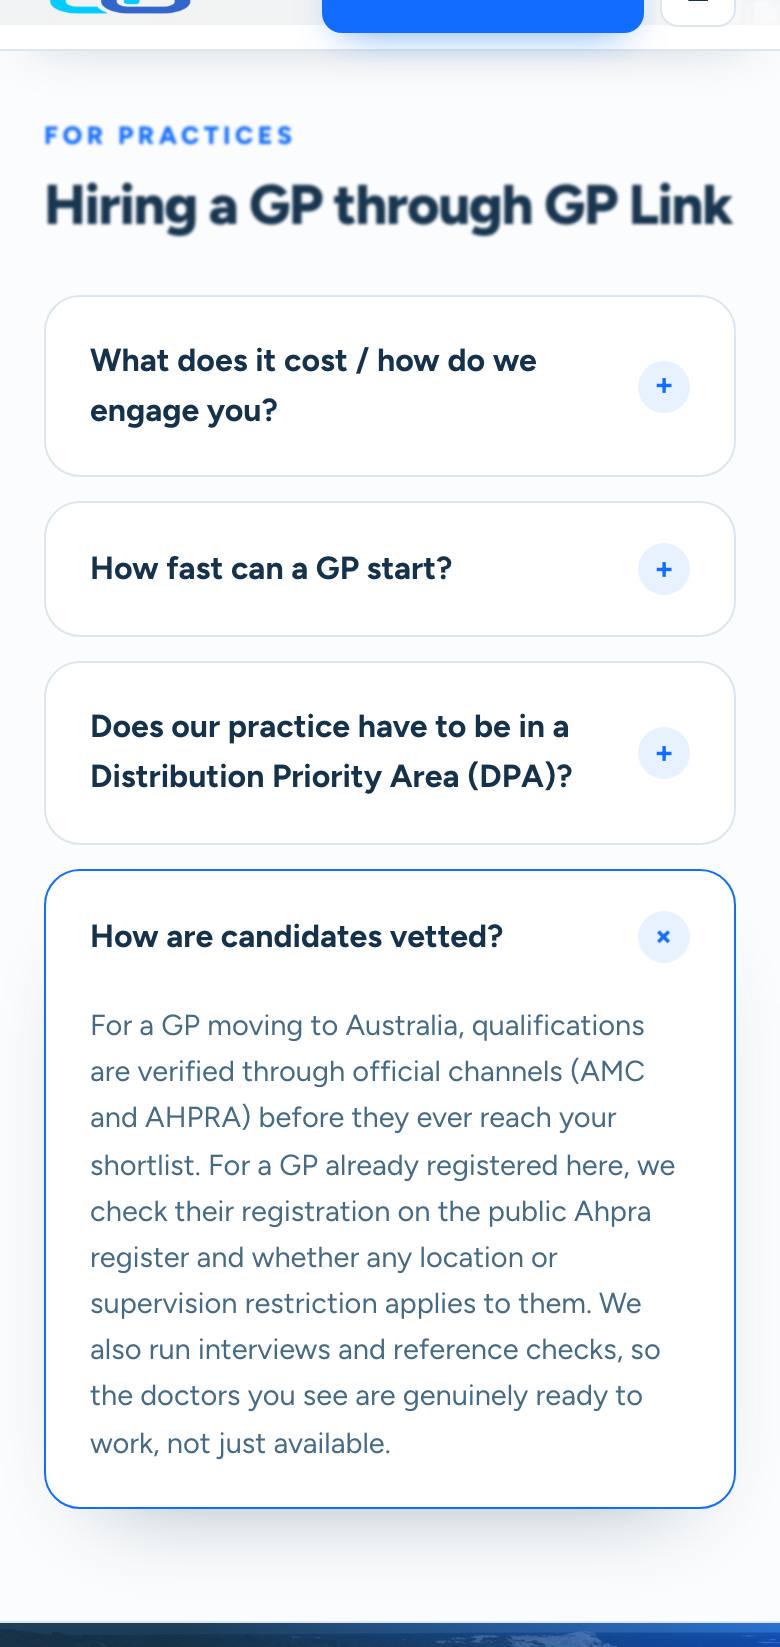 FOR PRACTICES
Hiring a GP through GP Link
What does it cost / how do we
engage you?
+
How fast can a GP start?
+
Does our practice have to be in a
Distribution Priority Area (DPA)?
+
How are candidates vetted?
×
For a GP moving to Australia, qualifications
are verified through official channels (AMC
and AHPRA) before they ever reach your
shortlist. For a GP already registered here, we
check their registration on the public Ahpra
register and whether any location or
supervision restriction applies to them. We
also run interviews and reference checks, so
the doctors you see are genuinely ready to
work, not just available.